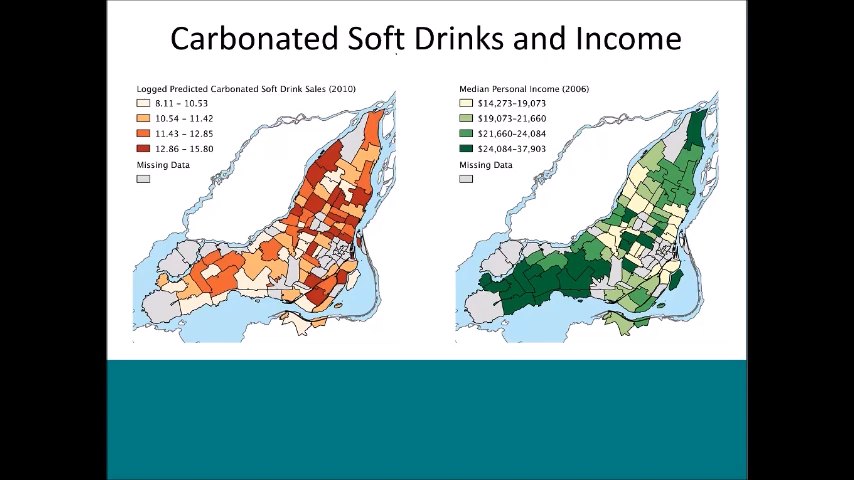 Carbonated Soft Drinks and Income
Logged Predicted Carbonated Soft Drink Sales (2010)
8.11 – 10.53
10.54 – 11.42
11.43 – 12.85
12.86 – 15.80
Missing Data
Median Personal Income (2006)
$14,273–19,073
$19,073–21,660
$21,660–24,084
$24,084–37,903
Missing Data